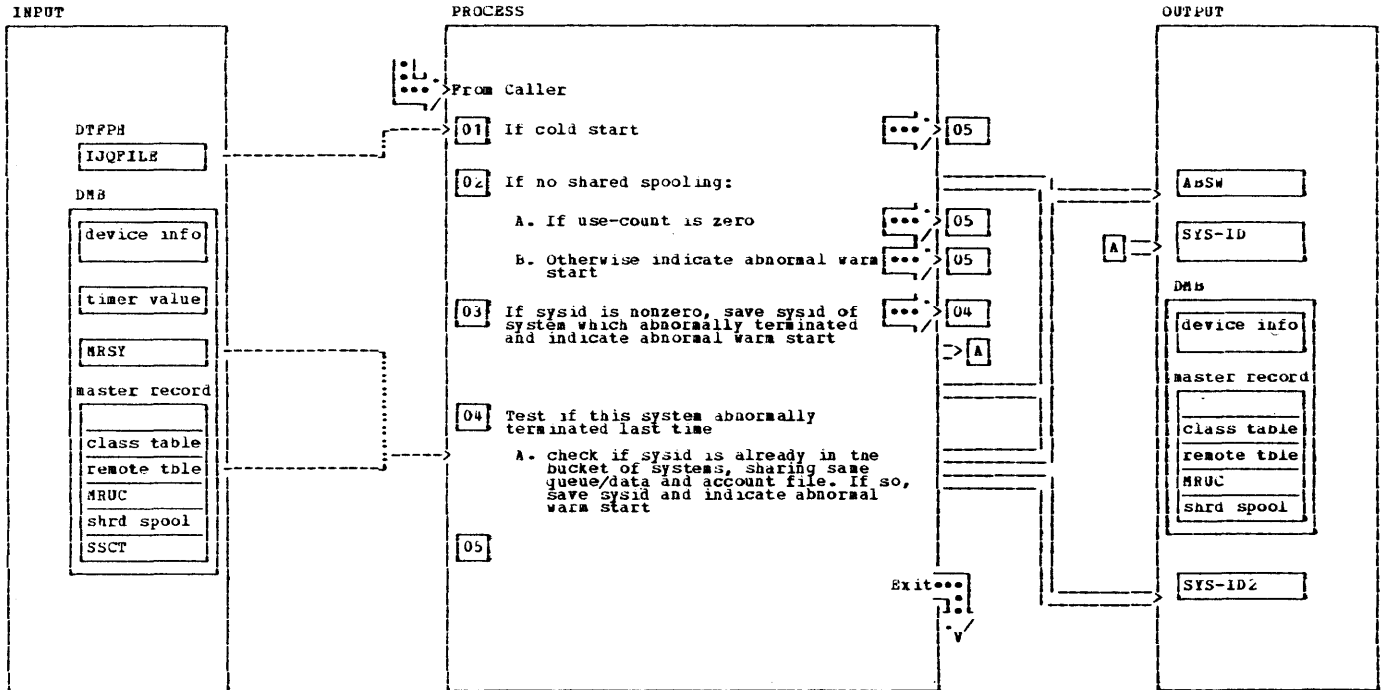 INPUT
PROCESS
OUTPUT
From Caller
DTFPH
IJQFILE
DMB
device info
timer value
MRSY
master record
class table
remote tble
MRUC
shrd spool
SSCT
01 If cold start
05
02 If no shared spooling:
A. If use-count is zero
05
B. Otherwise indicate abnormal warm
start
05
03 If sysid is nonzero, save sysid of
system which abnormally terminated
and indicate abnormal warm start
04
A
04 Test if this system abnormally
terminated last time
A. check if sysid is already in the
bucket of systems, sharing same
queue/data and account file. If so,
save sysid and indicate abnormal
warm start
05
Exit
ABSW
A
SYS-ID
DMB
device info
master record
class table
remote tble
MRUC
shrd spool
SYS-ID2